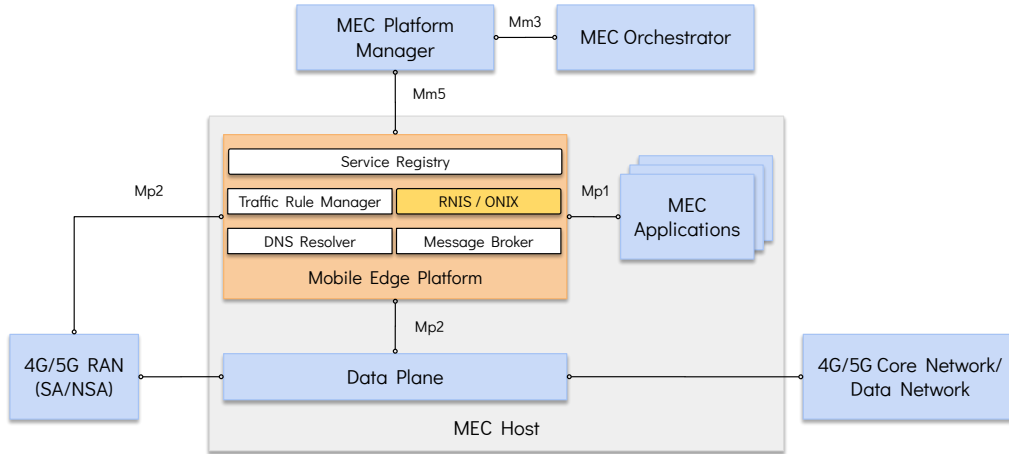 MEC Platform
Manager
Mm3
MEC Orchestrator
Mm5
Service Registry
Mp2
Traffic Rule Manager
RNIS / ONIX
Mp1
MEC
Applications
DNS Resolver
Message Broker
Mobile Edge Platform
Mp2
4G/5G RAN
(SA/NSA)
Data Plane
4G/5G Core Network/
Data Network
MEC Host